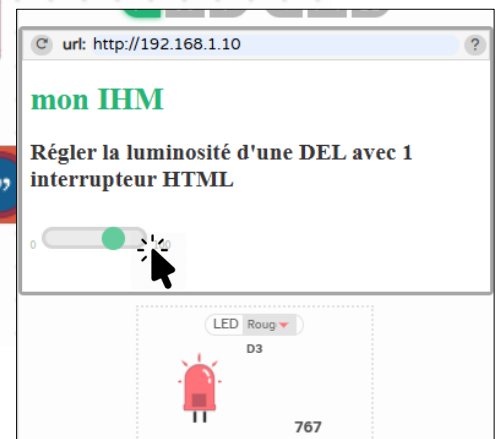 url: http://192.168.1.10 ?
mon IHM
Régler la luminosité d'une DEL avec 1
interrupteur HTML
0
LED Roug
D3
767